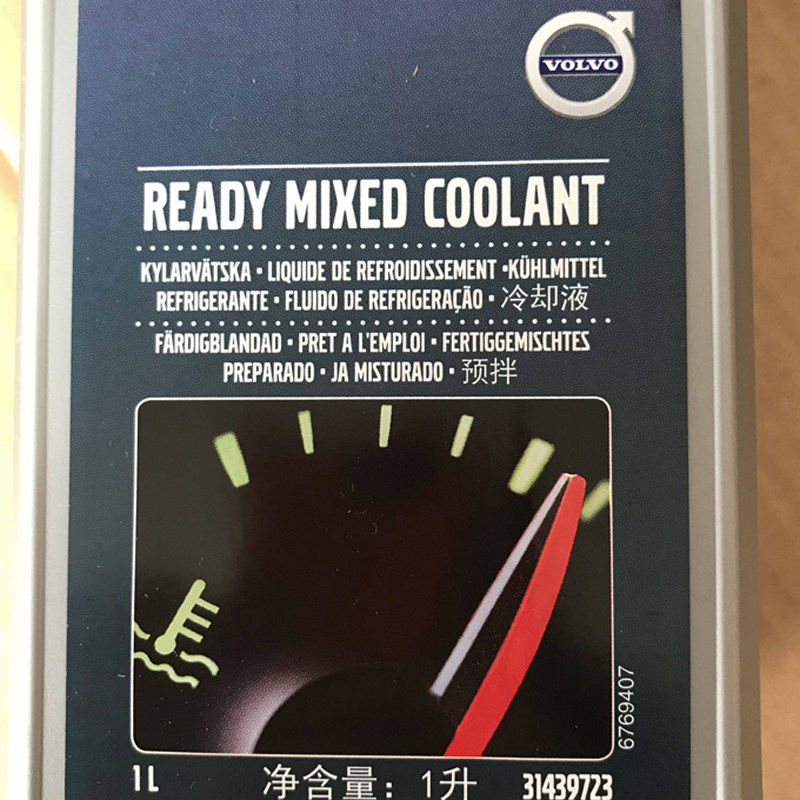 VOLVO
READY MIXED COOLANT
KYLARVÄTSKA • LIQUIDE DE REFROIDISSEMENT •KÜHLMITTEL
REFRIGERANTE • FLUIDO DE REFRIGERAÇÃO • 冷却液
FÄRDIGBLANDAD • PRET A L'EMPLOI • FERTIGGEMISCHTES
PREPARADO • JA MISTURADO • 预拌
6769407
1L 净含量：1升 31439723